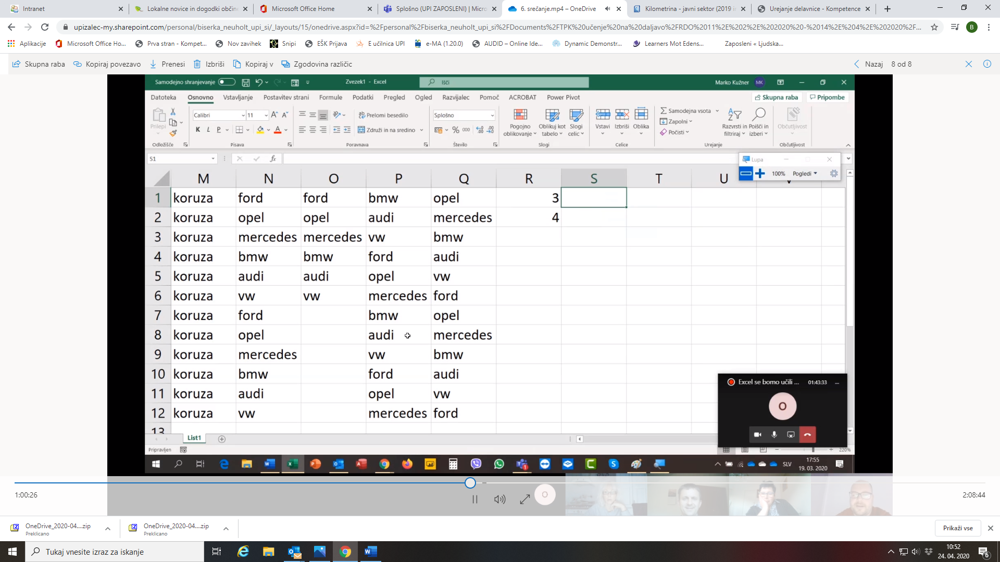 Intranet
Lokalne novice in dogodki občine
Microsoft Office Home
Splošno (UPI ZAPOSLENI) | Micro
6. srečanje.mp4 – OneDrive
Kilometrina - javni sektor (2019 i
Urejanje delavnice - Kompetence
upizalec-my.sharepoint.com/personal/biserka_neuholt_upi_si/_layouts/15/onedrive.aspx?id=%2Fpersonal%2Fbiserka_neuholt_upi_si%2FDocuments%2FTPK%20učenje%20na%20daljavo%2FRDO%2011%2E%202%2E%202020%20-%2014%2E%204%2E%202020%2F...
B
Aplikacije
Microsoft Office Ho...
Prva stran - Kompet...
Nov zavihek
Snipi
EŠK Prijava
E učilnica UPI
e-MA (1.20.0)
AUDID – Online Ide...
Dynamic Demonstr...
Learners Mot Edens...
Zaposleni « Ljudska...
Skupna raba
Kopiraj povezavo
Prenesi
Izbriši
Kopiraj v
Zgodovina različic
Nazaj
8 od 8
Samodejno shranjevanje
Zvezek1 - Excel
Išči
Marko Kužner
MK
Datoteka Osnovno Vstavljanje Postavitev strani Formule Podatki Pregled Ogled Razvijalec Pomoč ACROBAT Power Pivot
Skupna raba
Pripombe
Prilepi
Calibri
11
K L P
Prelomi besedilo
Združi in na sredino
Splošno
% 000
Pogojno oblikovanje
Oblikuj kot tabelo
Slogi celic
Vstavi
Izbriši
Oblika
Samodejna vsota
Zapolni
Počisti
Razvrsti in filtriraj
Poišči in izberi
Občutljivost
Odložišče Pisava Poravnava Število Slogi Celice Urejanje Občutljivost
S1
fx
Lupa
100%
Pogledi
M N O P Q R S T U V
1 koruza ford ford bmw opel 3
2 koruza opel opel audi mercedes 4
3 koruza mercedes mercedes vw bmw
4 koruza bmw bmw ford audi
5 koruza audi audi opel vw
6 koruza vw vw mercedes ford
7 koruza ford bmw opel
8 koruza opel audi mercedes
9 koruza mercedes vw bmw
10 koruza bmw ford audi
11 koruza audi opel vw
12 koruza vw mercedes ford
13
Excel se bomo učili ...
01:43:33
O
List1
Pripravljen
220%
SLV
17:55
19. 03. 2020
1:00:26
O
2:08:44
OneDrive_2020-04....zip
Preklicano
OneDrive_2020-04....zip
Preklicano
Prikaži vse
Tukaj vnesite izraz za iskanje
10:52
24. 04. 2020
6